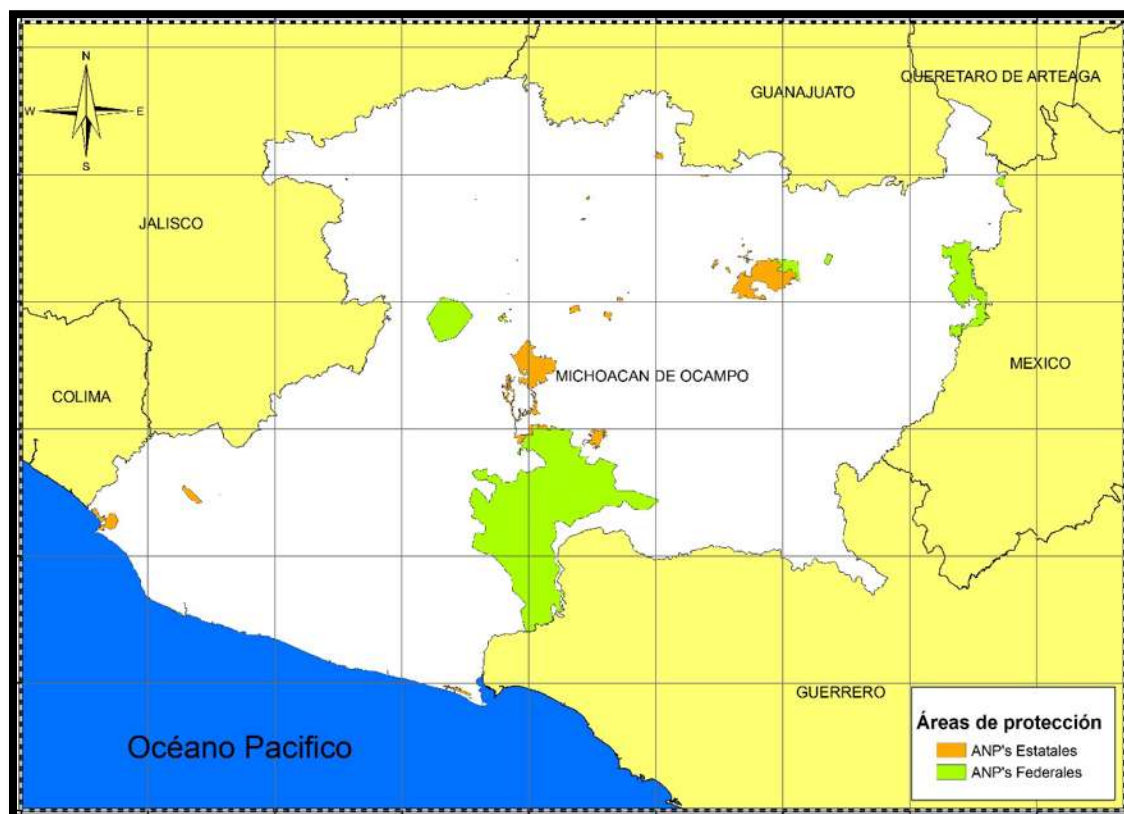 N
W
E
S
GUANAJUATO
QUERETARO DE ARTEAGA
JALISCO
COLIMA
MICHOACAN DE OCAMPO
MEXICO
GUERRERO
Océano Pacifico
Áreas de protección
ANP's Estatales
ANP's Federales